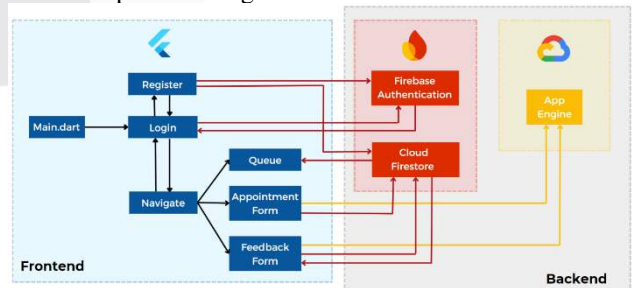 Register
Firebase
Authentication
App
Engine
Main.dart
Login
Queue
Cloud
Firestore
Navigate
Appointment
Form
Feedback
Form
Frontend
Backend